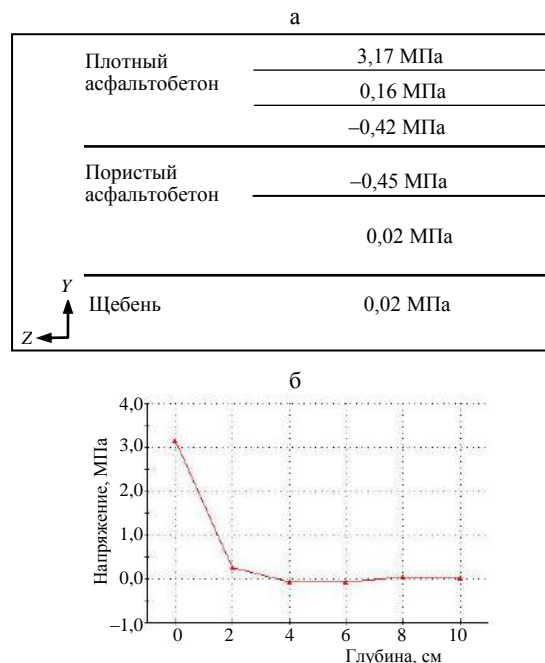 а
Плотный
асфальтобетон
3,17 МПа
0,16 МПа
–0,42 МПа
Пористый
асфальтобетон
–0,45 МПа
0,02 МПа
Y
Z
Щебень
0,02 МПа
б
Напряжение, МПа
4,0
3,0
2,0
1,0
0,0
–1,0
0 2 4 6 8 10
Глубина, см